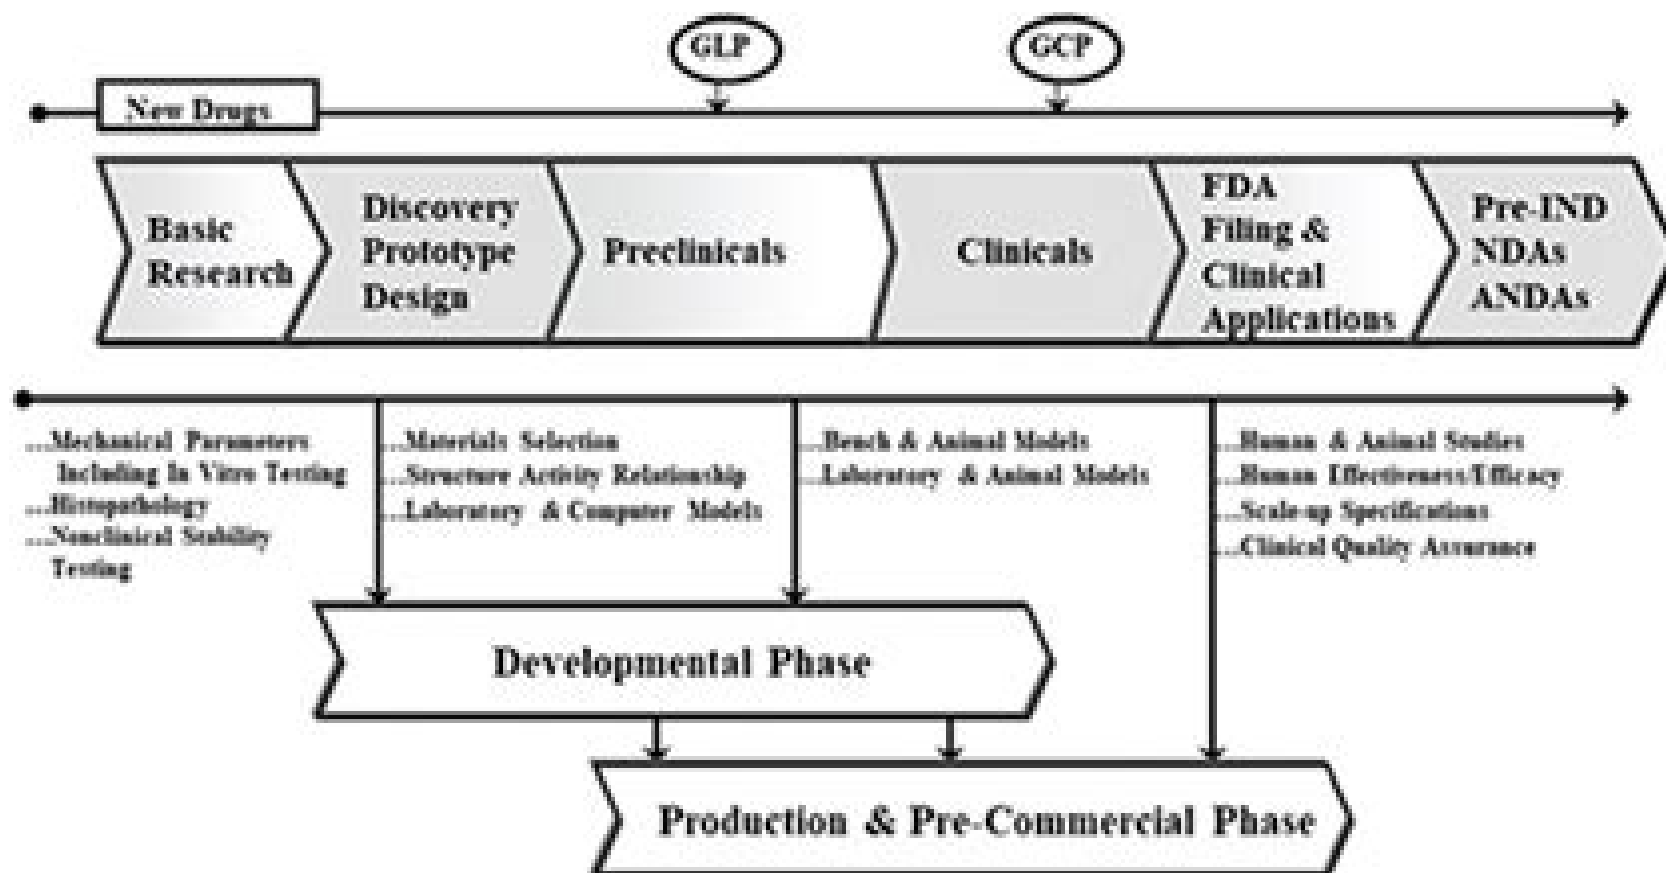 GLP
GCP
New Drugs
Basic
Research
Discovery
Prototype
Design
Preclinicals
Clinicals
FDA
Filing &
Clinical
Applications
Pre-IND
NDAs
ANDAs
...Mechanical Parameters
Including In Vitro Testing
...Histopathology
...Nonclinical Stability
Testing
...Materials Selection
...Structure Activity Relationship
...Laboratory & Computer Models
...Bench & Animal Models
...Laboratory & Animal Models
...Human & Animal Studies
...Human Effectiveness/Efficacy
...Scale-up Specifications
...Clinical Quality Assurance
Developmental Phase
Production & Pre-Commercial Phase